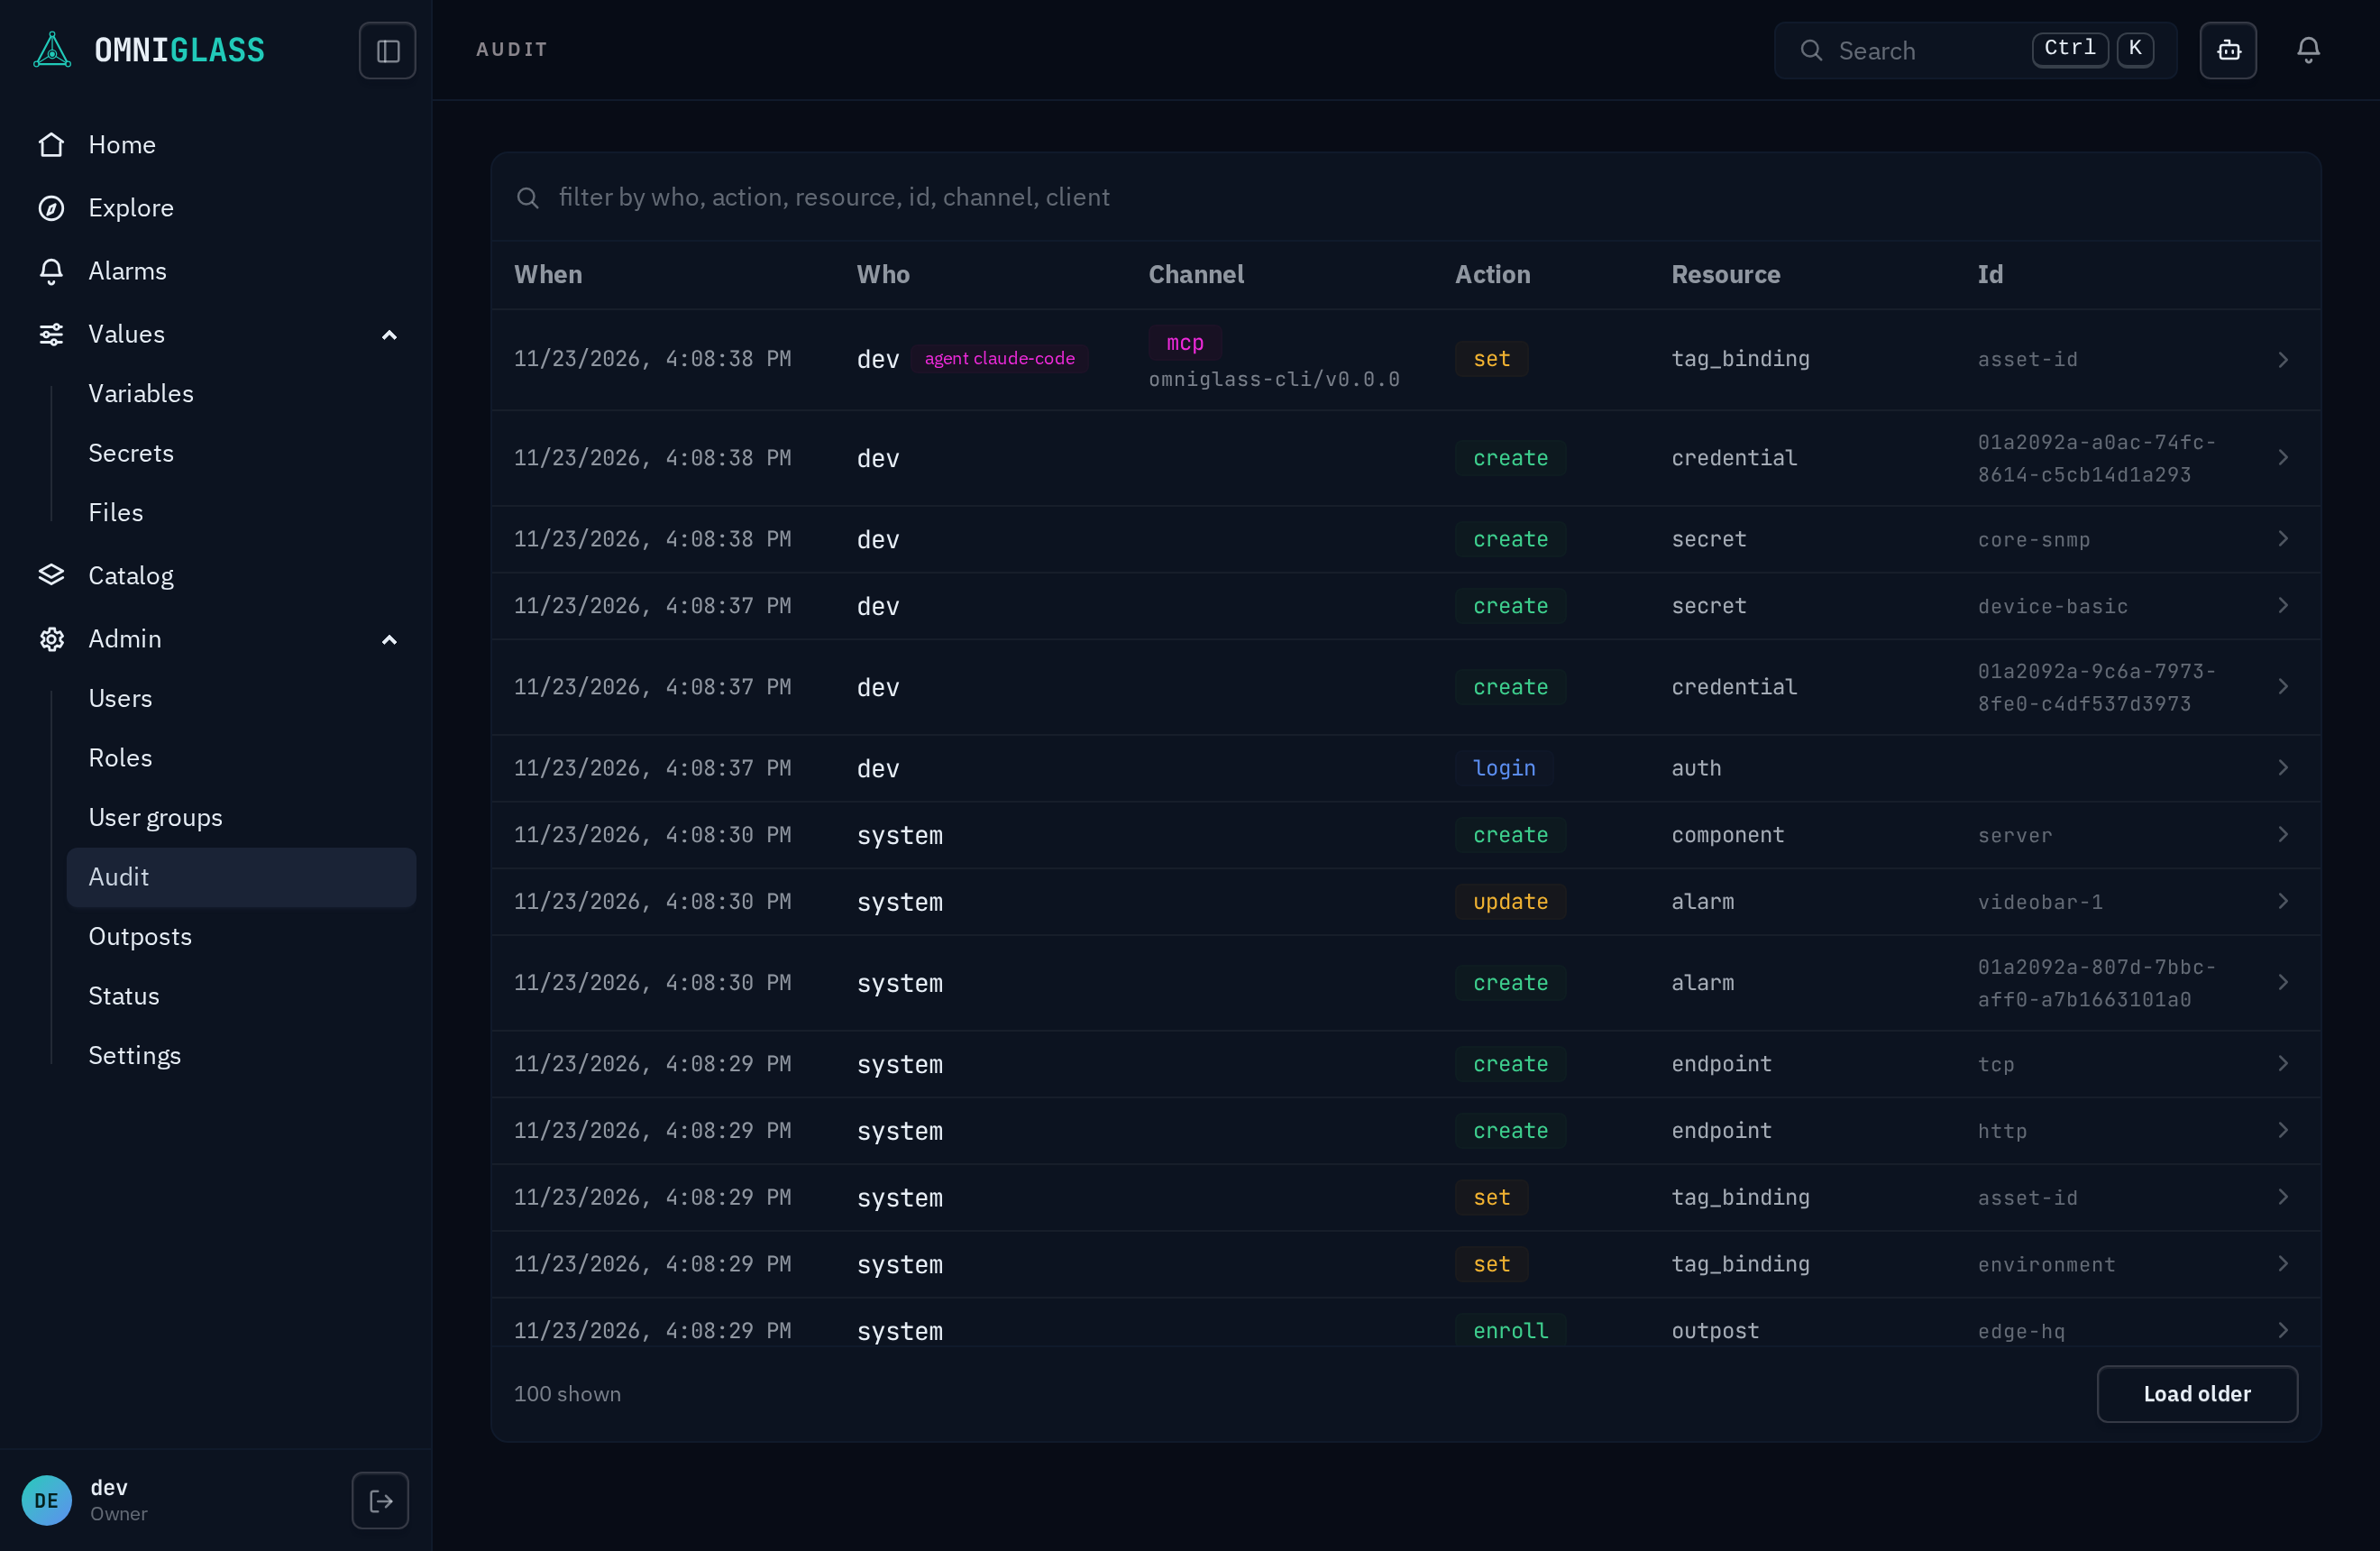 OMNIGLASS
AUDIT
Search Ctrl K
Home
Explore
Alarms
Values
Variables
Secrets
Files
Catalog
Admin
Users
Roles
User groups
Audit
Outposts
Status
Settings
DE dev
Owner
filter by who, action, resource, id, channel, client
When Who Channel Action Resource Id
11/23/2026, 4:08:38 PM dev agent claude-code mcp omniglass-cli/v0.0.0 set tag_binding asset-id
11/23/2026, 4:08:38 PM dev create credential 01a2092a-a0ac-74fc-
8614-c5cb14d1a293
11/23/2026, 4:08:38 PM dev create secret core-snmp
11/23/2026, 4:08:37 PM dev create secret device-basic
11/23/2026, 4:08:37 PM dev create credential 01a2092a-9c6a-7973-
8fe0-c4df537d3973
11/23/2026, 4:08:37 PM dev login auth
11/23/2026, 4:08:30 PM system create component server
11/23/2026, 4:08:30 PM system update alarm videobar-1
11/23/2026, 4:08:30 PM system create alarm 01a2092a-807d-7bbc-
aff0-a7b1663101a0
11/23/2026, 4:08:29 PM system create endpoint tcp
11/23/2026, 4:08:29 PM system create endpoint http
11/23/2026, 4:08:29 PM system set tag_binding asset-id
11/23/2026, 4:08:29 PM system set tag_binding environment
11/23/2026, 4:08:29 PM system enroll outpost edge-hq
100 shown Load older